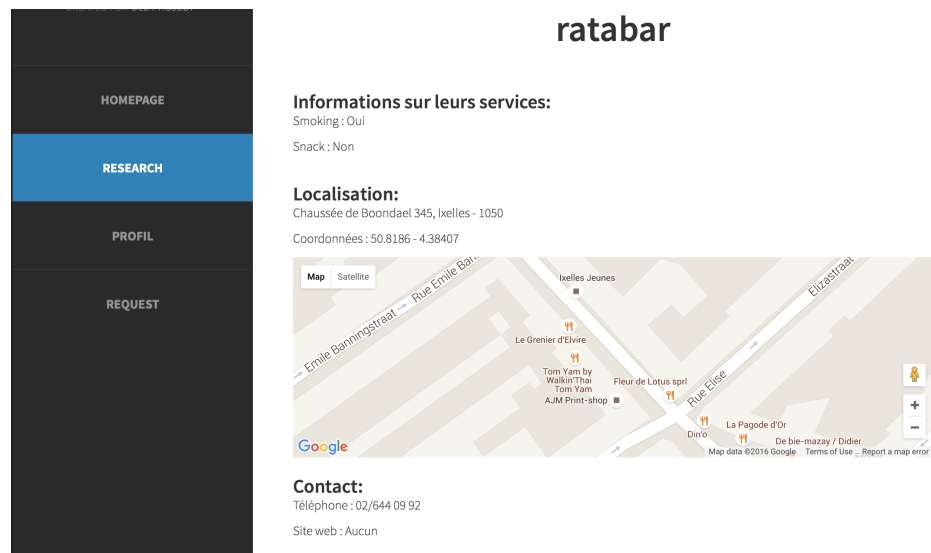 CREATED FOR ULB PROJECT
HOMEPAGE
RESEARCH
PROFIL
REQUEST
ratabar
Informations sur leurs services:
Smoking : Oui
Snack : Non
Localisation:
Chaussée de Boondael 345, Ixelles - 1050
Coordonnées : 50.8186 - 4.38407
Map Satellite
Emile Banningstraat
Rue Emile Ban
Ixelles Jeunes
Elizastraat
Le Grenier d'Elvire
Tom Yam by
Walkin'Thai
Tom Yam
Fleur de Lotus sprl
AJM Print-shop
Rue Elise
La Pagode d'Or
Din'o
De bie-mazay / Didier
Google
Map data ©2016 Google Terms of Use Report a map error
Contact:
Téléphone : 02/644 09 92
Site web : Aucun